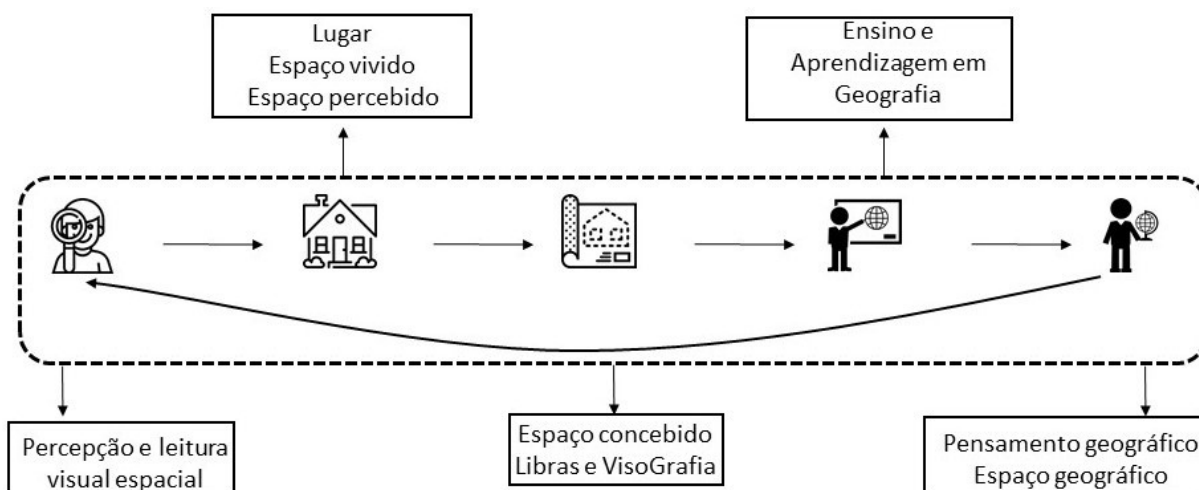 Lugar
Espaço vivido
Espaço percebido
Ensino e
Aprendizagem em
Geografia
Percepção e leitura
visual espacial
Espaço concebido
Libras e VisoGrafia
Pensamento geográfico
Espaço geográfico